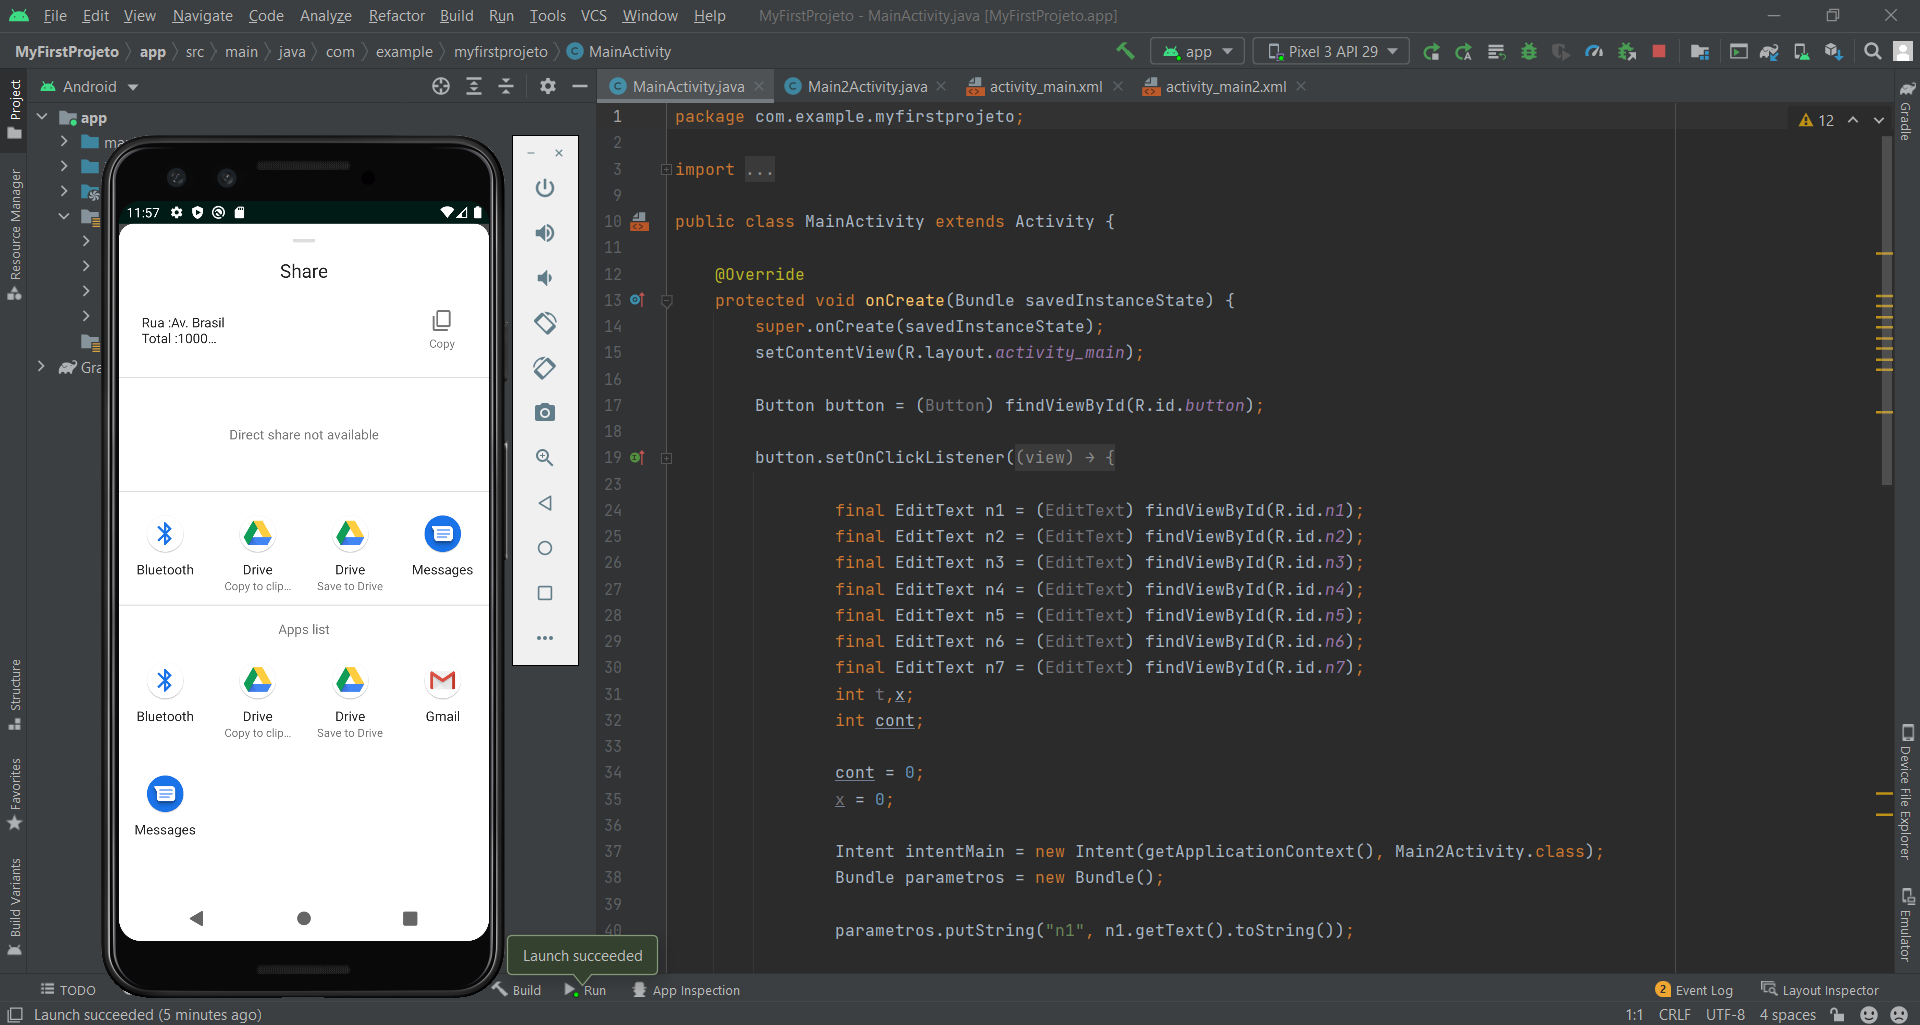 File Edit View Navigate Code Analyze Refactor Build Run Tools VCS Window Help MyFirstProjeto - MainActivity.java [MyFirstProjeto.app]
MyFirstProjeto app src main java com example myfirstprojeto MainActivity app Pixel 3 API 29
Project
Resource Manager
Structure
Favorites
Build Variants
Android
app
Gra
11:57
Share
Rua :Av. Brasil
Total :1000...
Copy
Direct share not available
Bluetooth Drive Drive Messages
Copy to clip... Save to Drive
Apps list
Bluetooth Drive Drive Gmail
Copy to clip... Save to Drive
Messages
MainActivity.java Main2Activity.java activity_main.xml activity_main2.xml
12
1 package com.example.myfirstprojeto;
2
3 import ...
9
10 public class MainActivity extends Activity {
11
12 @Override
13 protected void onCreate(Bundle savedInstanceState) {
14 super.onCreate(savedInstanceState);
15 setContentView(R.layout.activity_main);
16
17 Button button = (Button) findViewById(R.id.button);
18
19 button.setOnClickListener((view) → {
23
24 final EditText n1 = (EditText) findViewById(R.id.n1);
25 final EditText n2 = (EditText) findViewById(R.id.n2);
26 final EditText n3 = (EditText) findViewById(R.id.n3);
27 final EditText n4 = (EditText) findViewById(R.id.n4);
28 final EditText n5 = (EditText) findViewById(R.id.n5);
29 final EditText n6 = (EditText) findViewById(R.id.n6);
30 final EditText n7 = (EditText) findViewById(R.id.n7);
31 int t,x;
32 int cont;
33
34 cont = 0;
35 x = 0;
36
37 Intent intentMain = new Intent(getApplicationContext(), Main2Activity.class);
38 Bundle parametros = new Bundle();
39
40 parametros.putString("n1", n1.getText().toString());
Gradle
Device File Explorer
Emulator
Launch succeeded
TODO Build Run App Inspection 2 Event Log Layout Inspector
Launch succeeded (5 minutes ago) 1:1 CRLF UTF-8 4 spaces